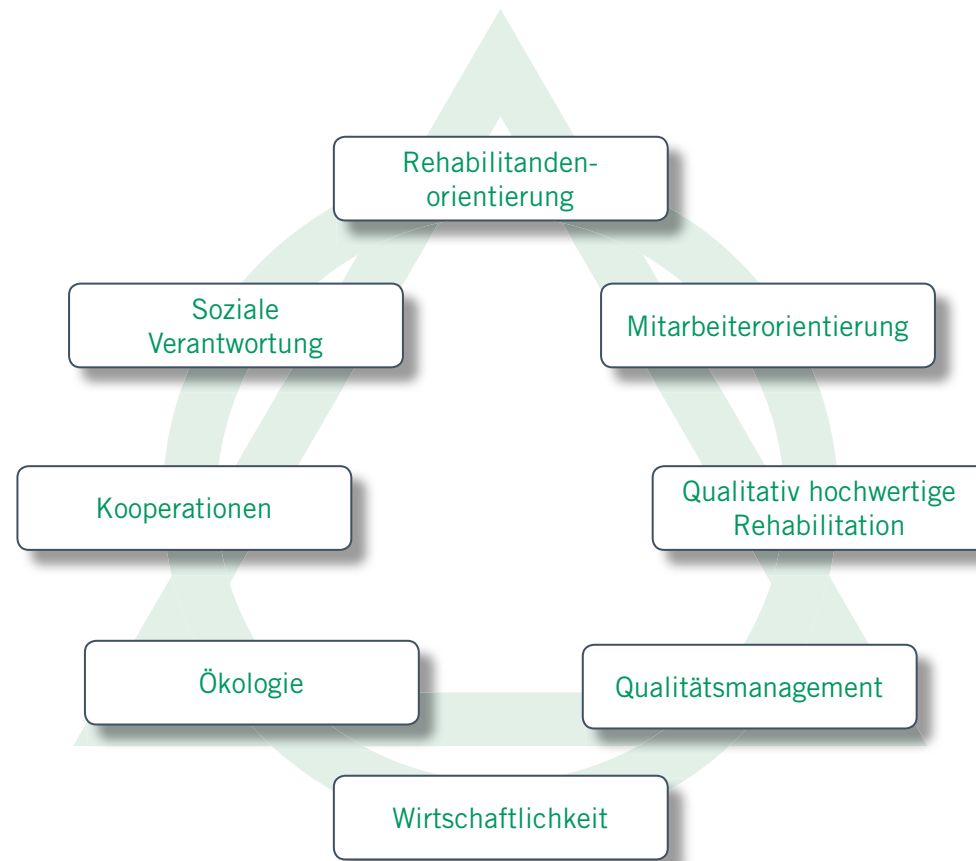 Rehabilitanden-
orientierung
Soziale
Verantwortung
Mitarbeiterorientierung
Kooperationen
Qualitativ hochwertige
Rehabilitation
Ökologie
Qualitätsmanagement
Wirtschaftlichkeit